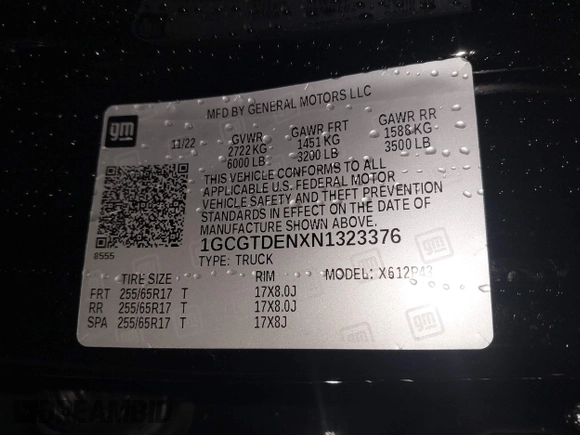 MFD BY GENERAL MOTORS LLC
gm
11/22
GVWR
2722 KG
6000 LB
GAWR FRT
1451 KG
3200 LB
GAWR RR
1588 KG
3500 LB
THIS VEHICLE CONFORMS TO ALL
APPLICABLE U.S. FEDERAL MOTOR
VEHICLE SAFETY AND THEFT PREVENTION
STANDARDS IN EFFECT ON THE DATE OF
MANUFACTURE SHOWN ABOVE.
8555
1GCGTDENXN1323376
TYPE: TRUCK
MODEL: X612P43
TIRE SIZE RIM
FRT 255/65R17 T 17X8.0J
RR 255/65R17 T 17X8.0J
SPA 255/65R17 T 17X8J
DREAMBID